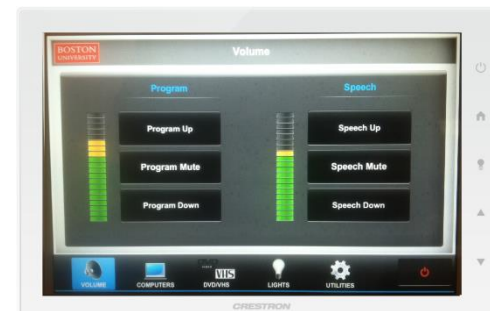 BOSTON
UNIVERSITY
Volume
Program
Speech
Program Up
Speech Up
Program Mute
Speech Mute
Program Down
Speech Down
VHS
VOLUME
COMPUTERS
DVD/VHS
LIGHTS
UTILITIES
CRESTRON